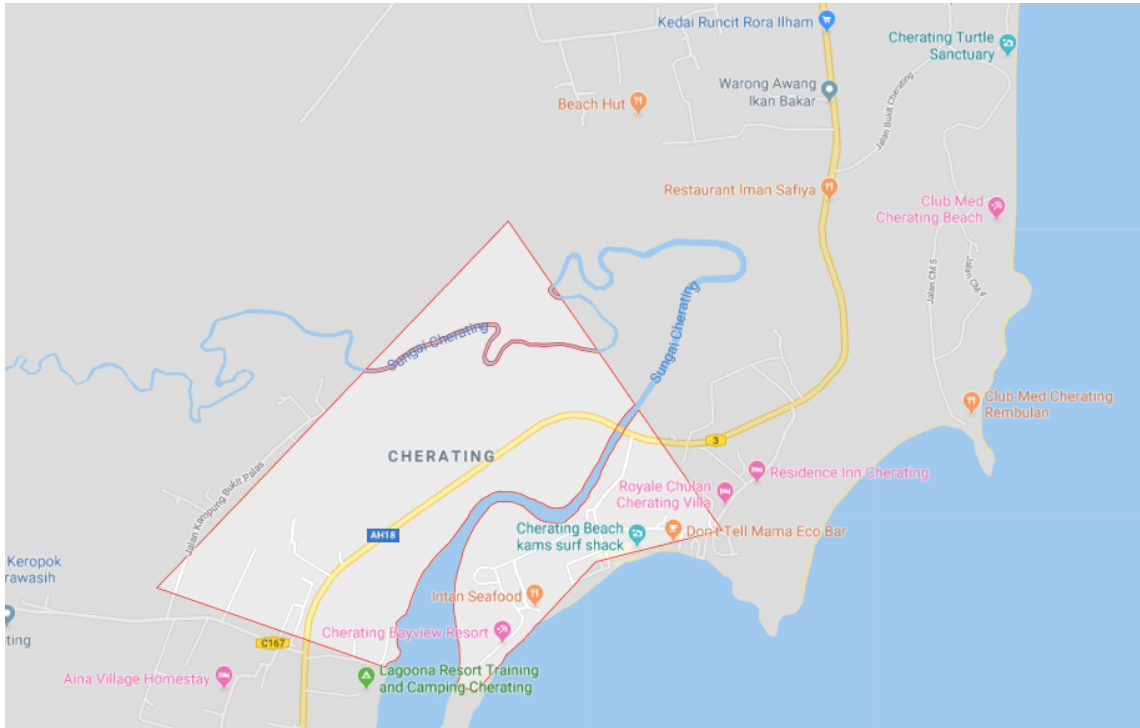 Kedai Runcit Rora Ilham
Cherating Turtle
Sanctuary
Warong Awang
Ikan Bakar
Beach Hut
Jalan Bukit Cherating
Restaurant Iman Safiya
Club Med
Cherating Beach
Jalan CM 5
Jalan CM 4
Sungai Cherating
Sungai Cherating
Club Med Cherating
Rembulan
3
CHERATING
Jalan Kampung Bukit Palas
Residence Inn Cherating
Royale Chulan
Cherating Villa
AH18
Cherating Beach
kams surf shack
Don't Tell Mama Eco Bar
Keropok
rawasih
Intan Seafood
ting
C167
Cherating Bayview Resort
Aina Village Homestay
Lagoona Resort Training
and Camping Cherating